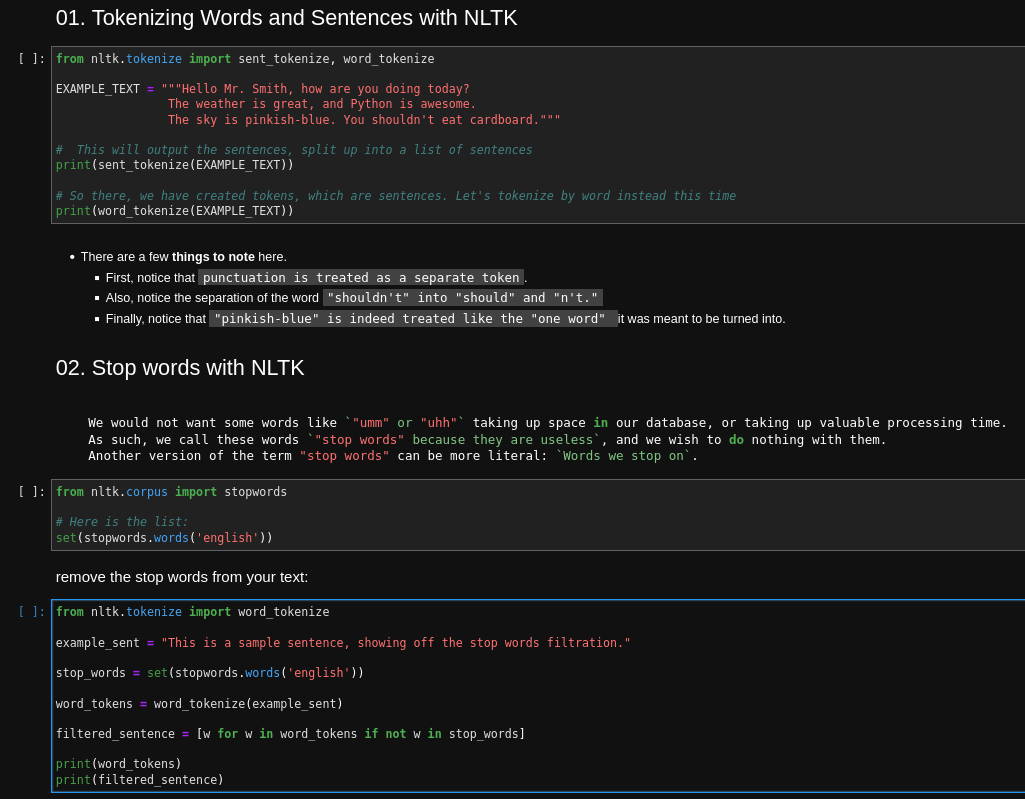 01. Tokenizing Words and Sentences with NLTK
[ ]: from nltk.tokenize import sent_tokenize, word_tokenize
EXAMPLE_TEXT = """Hello Mr. Smith, how are you doing today?
The weather is great, and Python is awesome.
The sky is pinkish-blue. You shouldn't eat cardboard."""
#  This will output the sentences, split up into a list of sentences
print(sent_tokenize(EXAMPLE_TEXT))
# So there, we have created tokens, which are sentences. Let's tokenize by word instead this time
print(word_tokenize(EXAMPLE_TEXT))
• There are a few things to note here.
▪ First, notice that punctuation is treated as a separate token .
▪ Also, notice the separation of the word "shouldn't" into "should" and "n't."
▪ Finally, notice that "pinkish-blue" is indeed treated like the "one word" it was meant to be turned into.
02. Stop words with NLTK
We would not want some words like `"umm" or "uhh"` taking up space in our database, or taking up valuable processing time.
As such, we call these words `"stop words" because they are useless`, and we wish to do nothing with them.
Another version of the term "stop words" can be more literal: `Words we stop on`.
[ ]: from nltk.corpus import stopwords
# Here is the list:
set(stopwords.words('english'))
remove the stop words from your text:
[ ]: from nltk.tokenize import word_tokenize
example_sent = "This is a sample sentence, showing off the stop words filtration."
stop_words = set(stopwords.words('english'))
word_tokens = word_tokenize(example_sent)
filtered_sentence = [w for w in word_tokens if not w in stop_words]
print(word_tokens)
print(filtered_sentence)